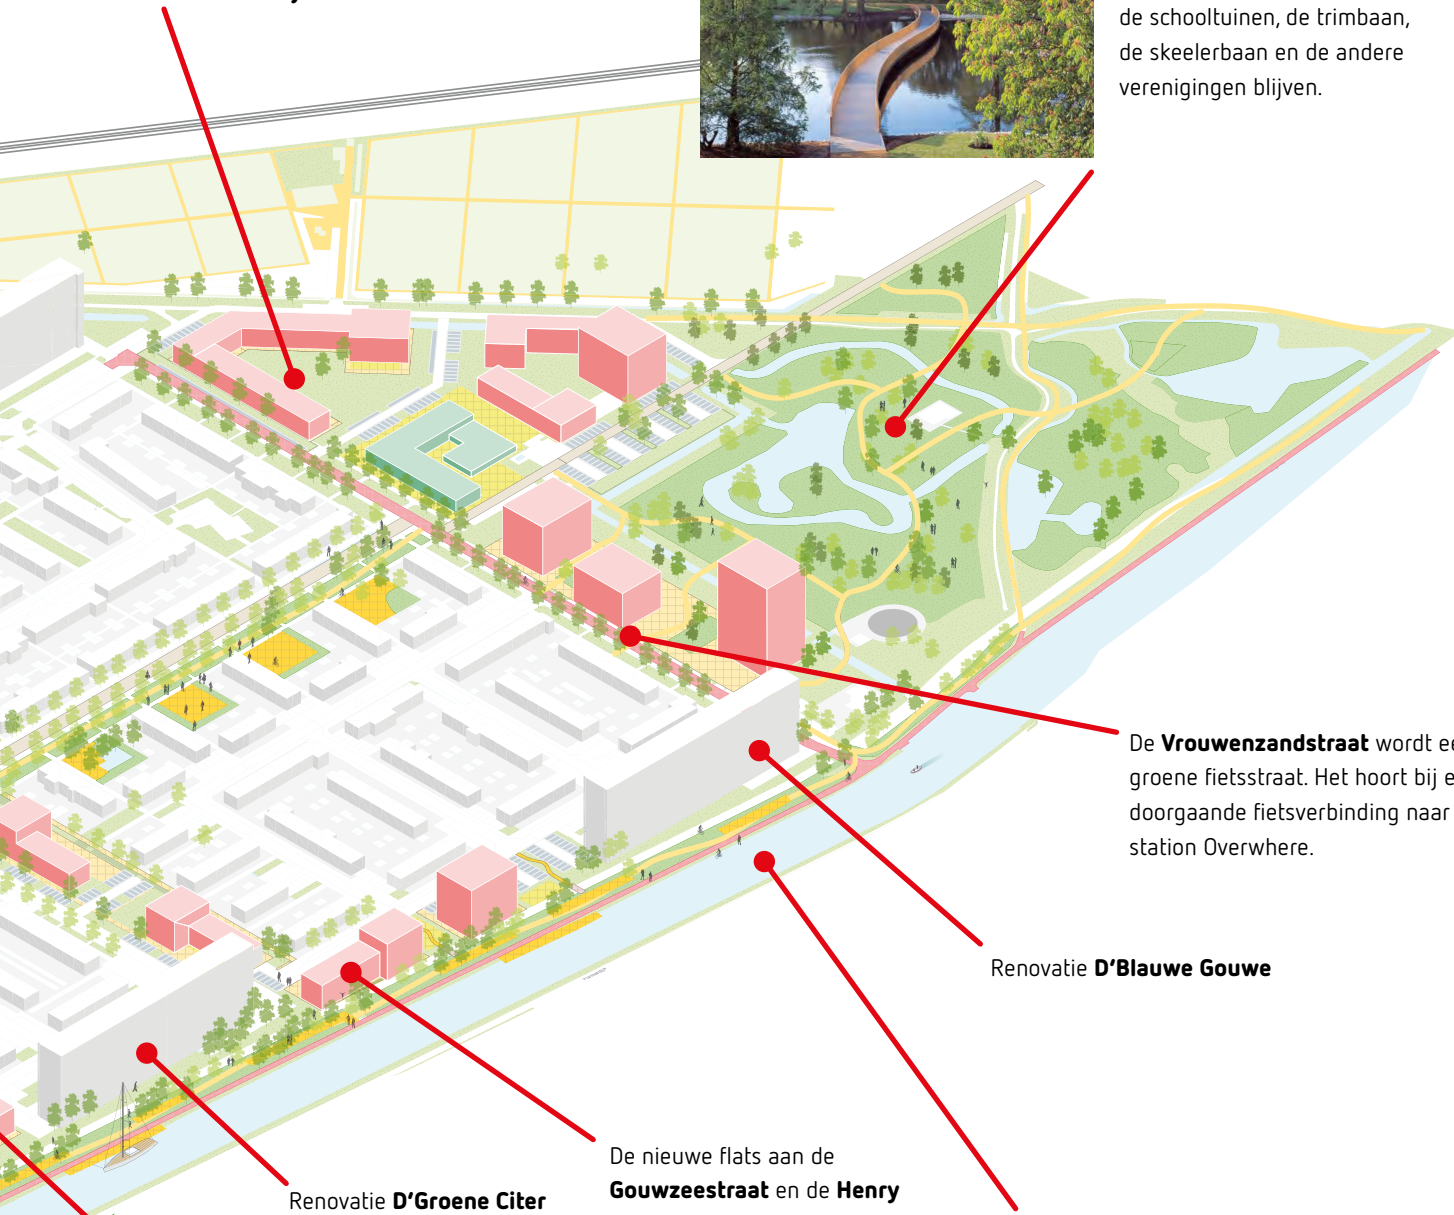 de schooltuinen, de trimbaan,
de skeelerbaan en de andere
verenigingen blijven.
De Vrouwenzandstraat wordt
groene fietsstraat. Het hoort bij
doorgaande fietsverbinding naar
station Overwhere.
Renovatie D'Blauwe Gouwe
De nieuwe flats aan de
Gouwzeestraat en de Henry
Renovatie D'Groene Citer